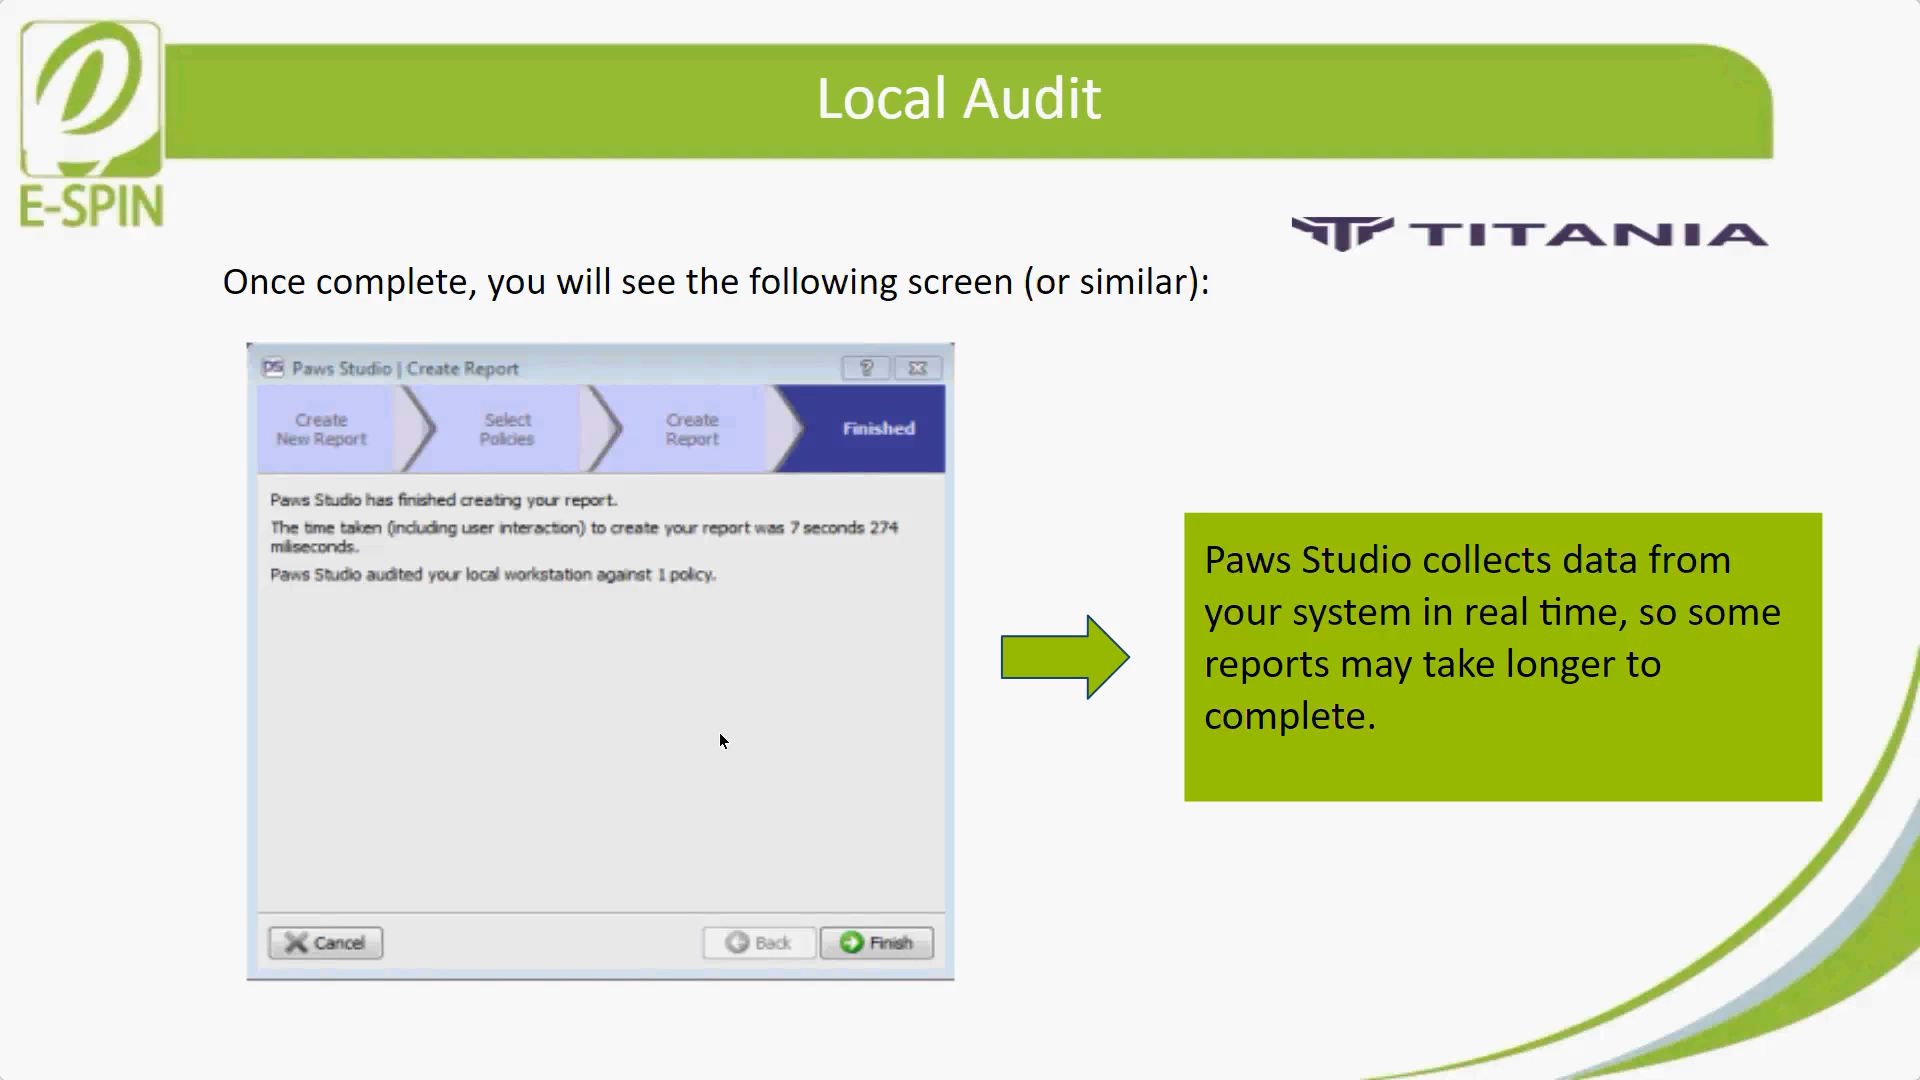 Local Audit
E-SPIN
TITANIA
Once complete, you will see the following screen (or similar):
PS Paws Studio | Create Report
Create
New Report
Select
Policies
Create
Report
Finished
Paws Studio has finished creating your report.
The time taken (including user interaction) to create your report was 7 seconds 274
miliseconds.
Paws Studio audited your local workstation against 1 policy.
Cancel
Back
Finish
Paws Studio collects data from
your system in real time, so some
reports may take longer to
complete.